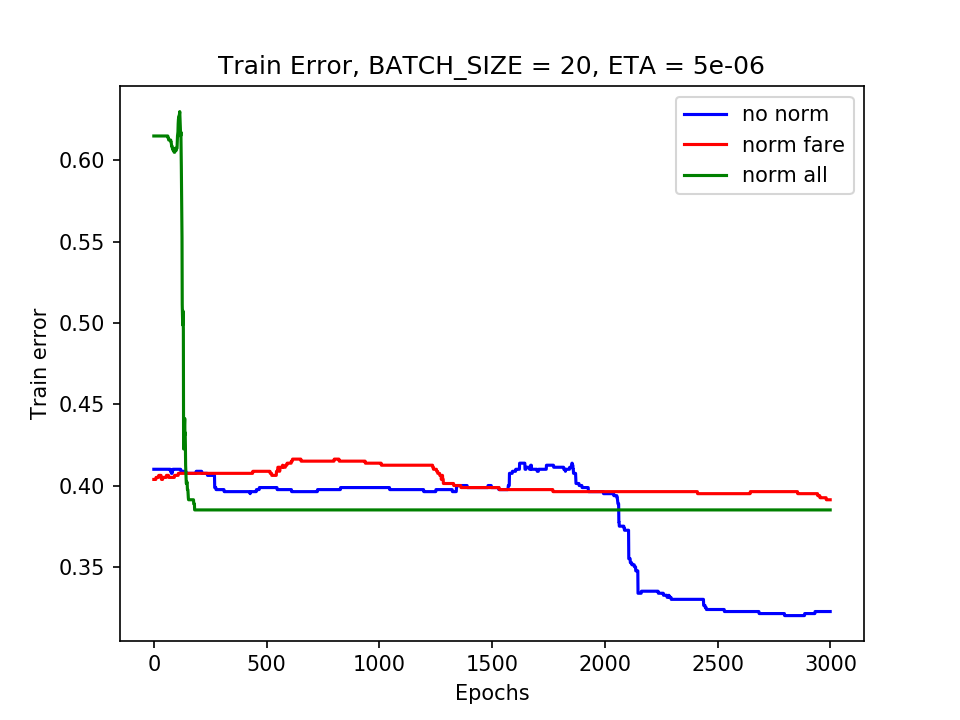 Train Error, BATCH_SIZE = 20, ETA = 5e-06
no norm
norm fare
norm all
Train error
0.60
0.55
0.50
0.45
0.40
0.35
0 500 1000 1500 2000 2500 3000
Epochs